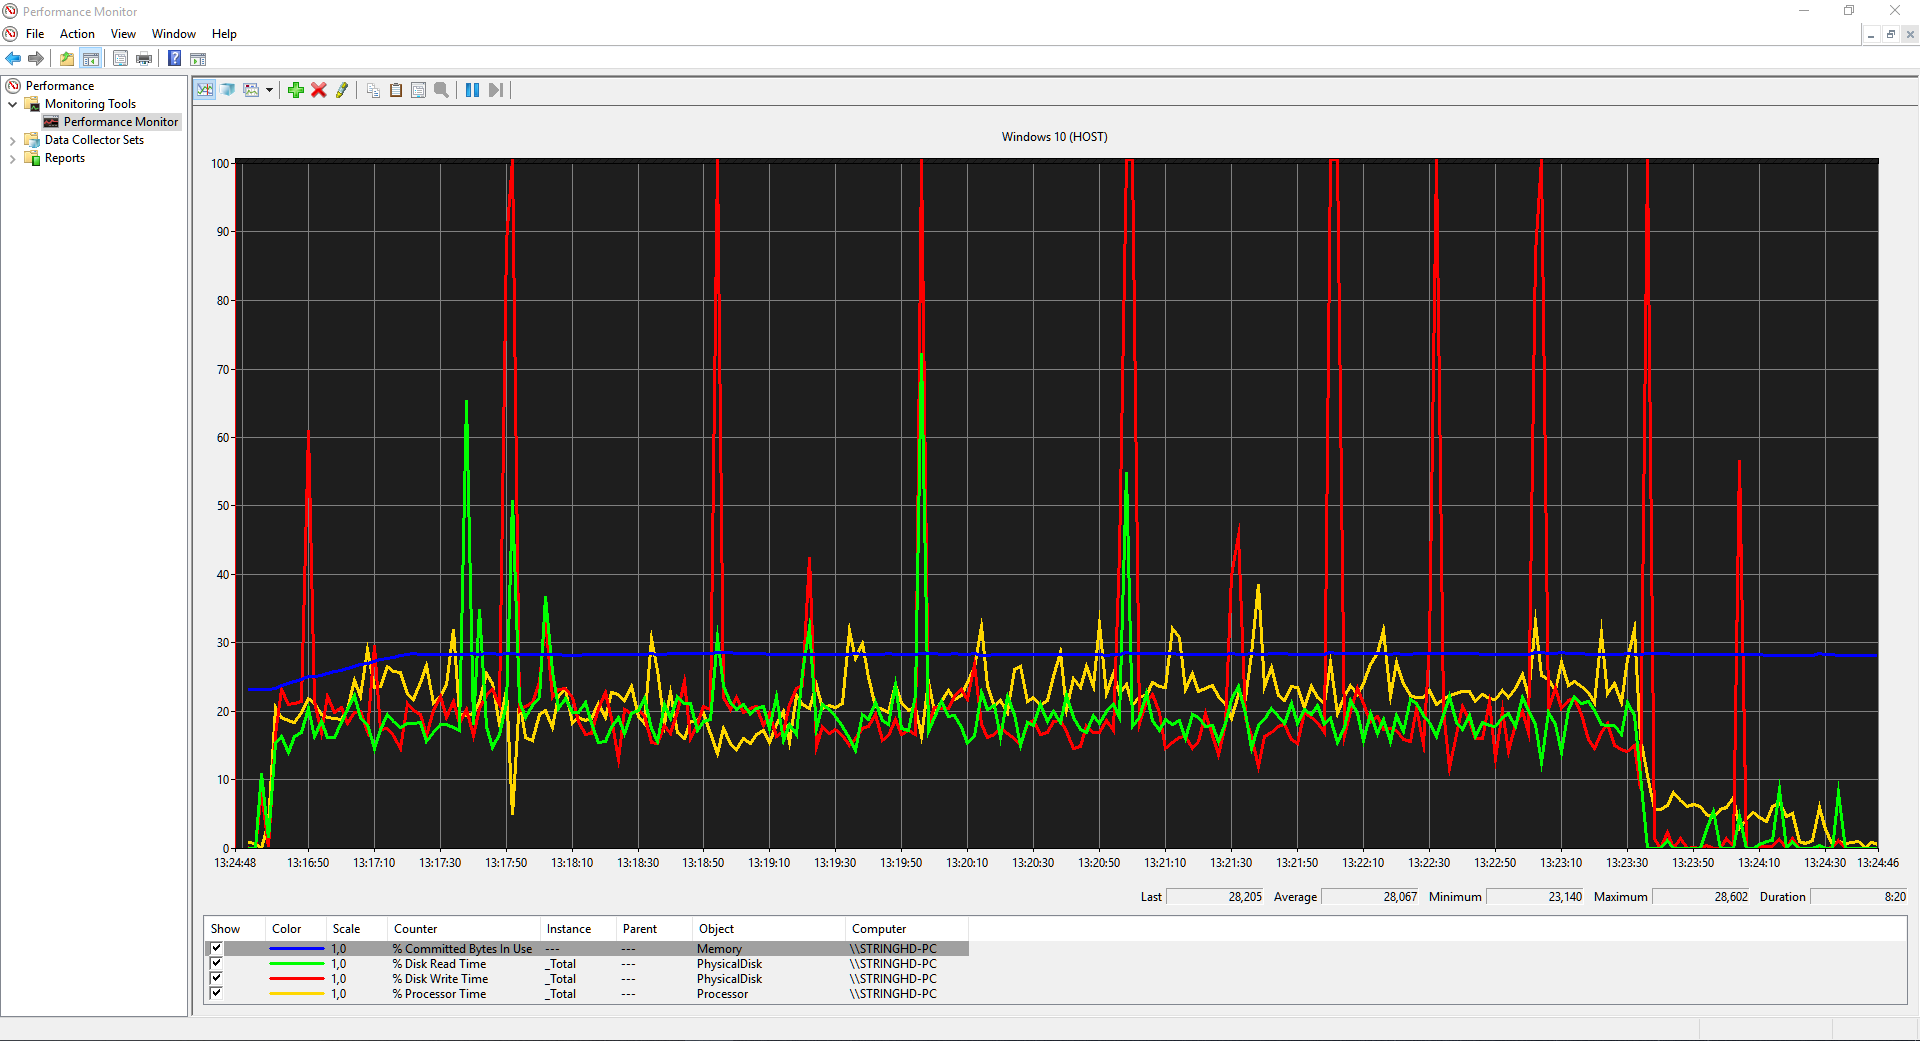 Performance Monitor
File Action View Window Help
Performance
Monitoring Tools
Performance Monitor
Data Collector Sets
Reports
Windows 10 (HOST)
100
90
80
70
60
50
40
30
20
10
0
13:24:48 13:16:50 13:17:10 13:17:30 13:17:50 13:18:10 13:18:30 13:18:50 13:19:10 13:19:30 13:19:50 13:20:10 13:20:30 13:20:50 13:21:10 13:21:30 13:21:50 13:22:10 13:22:30 13:22:50 13:23:10 13:23:30 13:23:50 13:24:10 13:24:30 13:24:46
Last 28,205 Average 28,067 Minimum 23,140 Maximum 28,602 Duration 8:20
Show Color Scale Counter Instance Parent Object Computer
1,0 % Committed Bytes In Use --- --- Memory \\STRINGHD-PC
1,0 % Disk Read Time _Total --- PhysicalDisk \\STRINGHD-PC
1,0 % Disk Write Time _Total --- PhysicalDisk \\STRINGHD-PC
1,0 % Processor Time _Total --- Processor \\STRINGHD-PC